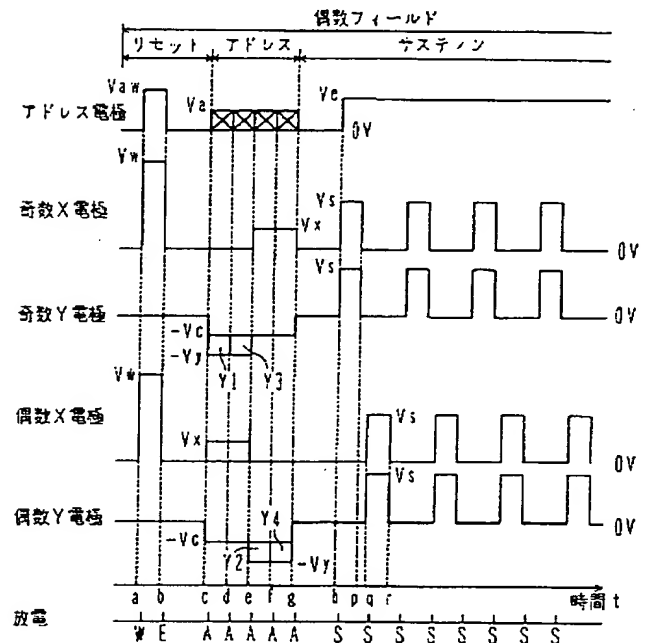 偶数フィールド
リセット アドレス サステイン
Vaw
アドレス電極
Va
Ve
0V
Vw
奇数X電極
Vx
Vs
0V
Vs
奇数Y電極
-Vc
-Vy
Y1 Y3
0V
Vw
偶数X電極
Vx
Vs
0V
Vs
偶数Y電極
-Vc
Y2 Y4
-Vy
0V
a b c d e f g h p q r 時間 t
放電
W E A A A A A S S S S S S S S